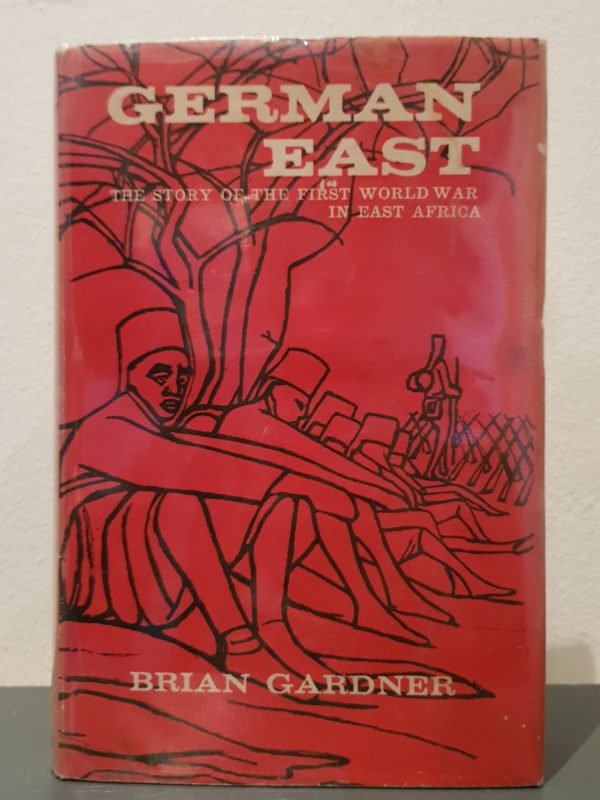 GERMAN
EAST
THE STORY OF THE FIRST WORLD WAR
IN EAST AFRICA
BRIAN GARDNER